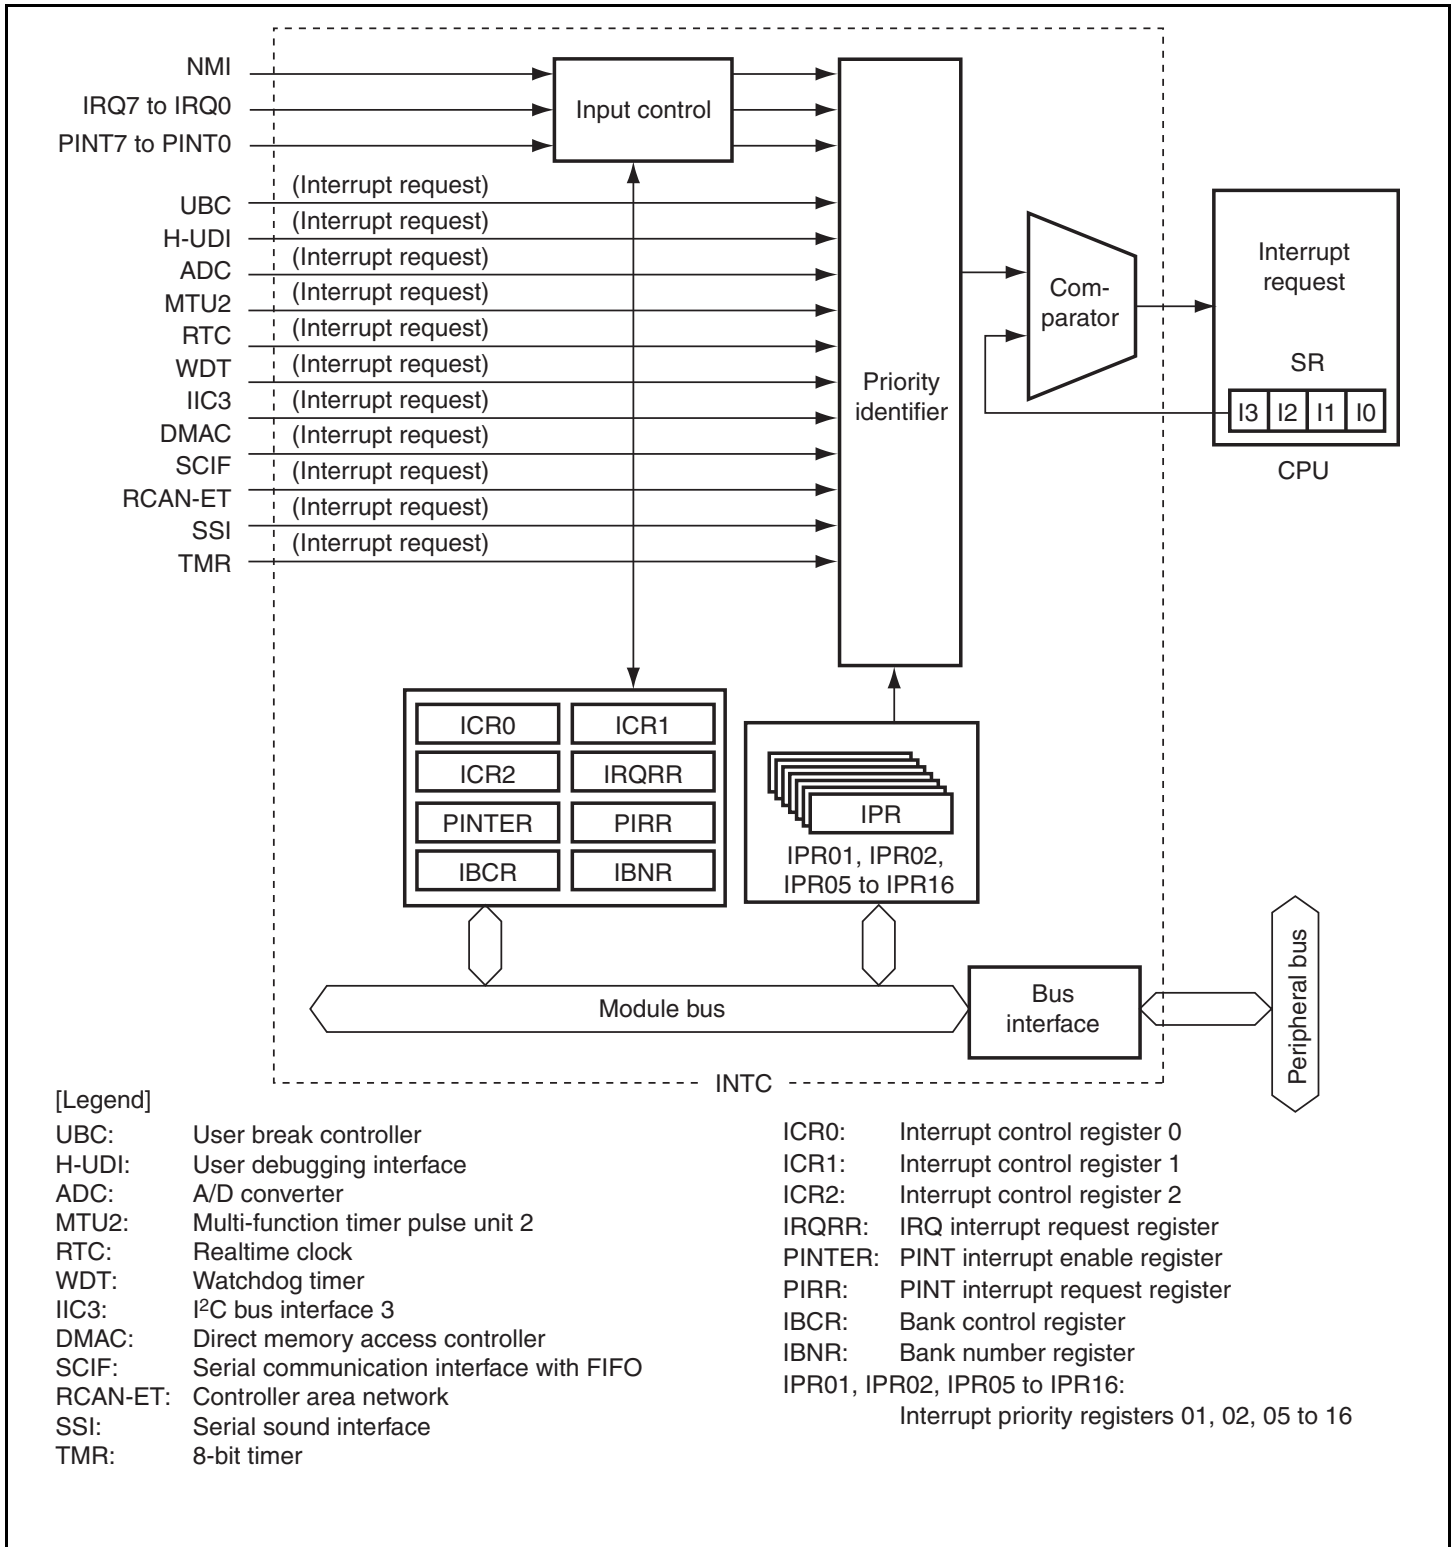 NMI
IRQ7 to IRQ0
PINT7 to PINT0
Input control
UBC
(Interrupt request)
H-UDI
(Interrupt request)
ADC
(Interrupt request)
MTU2
(Interrupt request)
RTC
(Interrupt request)
WDT
(Interrupt request)
IIC3
(Interrupt request)
DMAC
(Interrupt request)
SCIF
(Interrupt request)
RCAN-ET
(Interrupt request)
SSI
(Interrupt request)
TMR
Priority
identifier
Com-
parator
Interrupt
request
SR
I3 I2 I1 I0
CPU
ICR0 ICR1
ICR2 IRQRR
PINTER PIRR
IBCR IBNR
IPR
IPR01, IPR02,
IPR05 to IPR16
Module bus
Bus
interface
Peripheral bus
INTC
[Legend]
UBC: User break controller
H-UDI: User debugging interface
ADC: A/D converter
MTU2: Multi-function timer pulse unit 2
RTC: Realtime clock
WDT: Watchdog timer
IIC3: I²C bus interface 3
DMAC: Direct memory access controller
SCIF: Serial communication interface with FIFO
RCAN-ET: Controller area network
SSI: Serial sound interface
TMR: 8-bit timer
ICR0: Interrupt control register 0
ICR1: Interrupt control register 1
ICR2: Interrupt control register 2
IRQRR: IRQ interrupt request register
PINTER: PINT interrupt enable register
PIRR: PINT interrupt request register
IBCR: Bank control register
IBNR: Bank number register
IPR01, IPR02, IPR05 to IPR16:
Interrupt priority registers 01, 02, 05 to 16